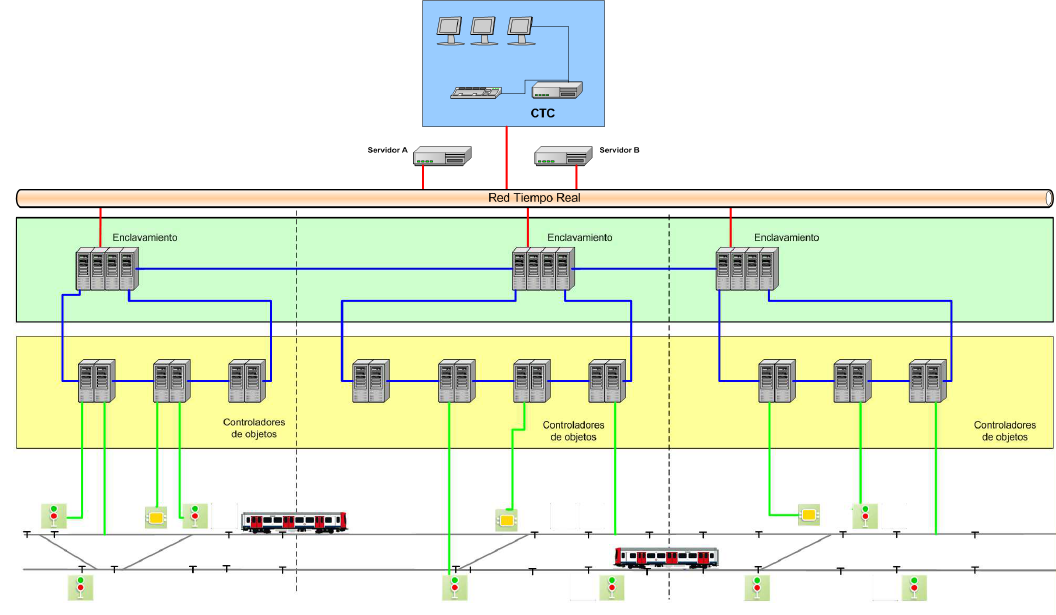 CTC
Servidor A
Servidor B
Red Tiempo Real
Enclavamiento
Enclavamiento
Enclavamiento
Controladores
de objetos
Controladores
de objetos
Controladores
de objetos